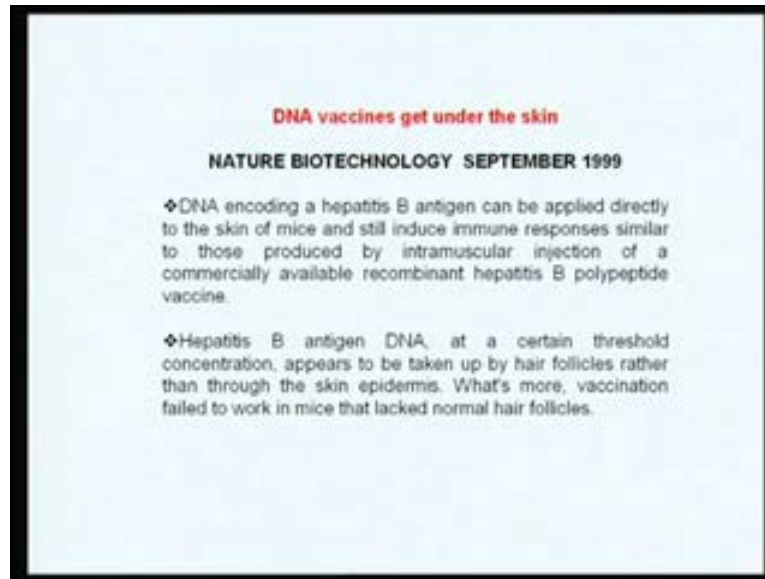 DNA vaccines get under the skin
NATURE BIOTECHNOLOGY SEPTEMBER 1999
❖DNA encoding a hepatitis B antigen can be applied directly
to the skin of mice and still induce immune responses similar
to those produced by intramuscular injection of a
commercially available recombinant hepatitis B polypeptide
vaccine.
❖Hepatitis B antigen DNA, at a certain threshold
concentration, appears to be taken up by hair follicles rather
than through the skin epidermis. What's more, vaccination
failed to work in mice that lacked normal hair follicles.